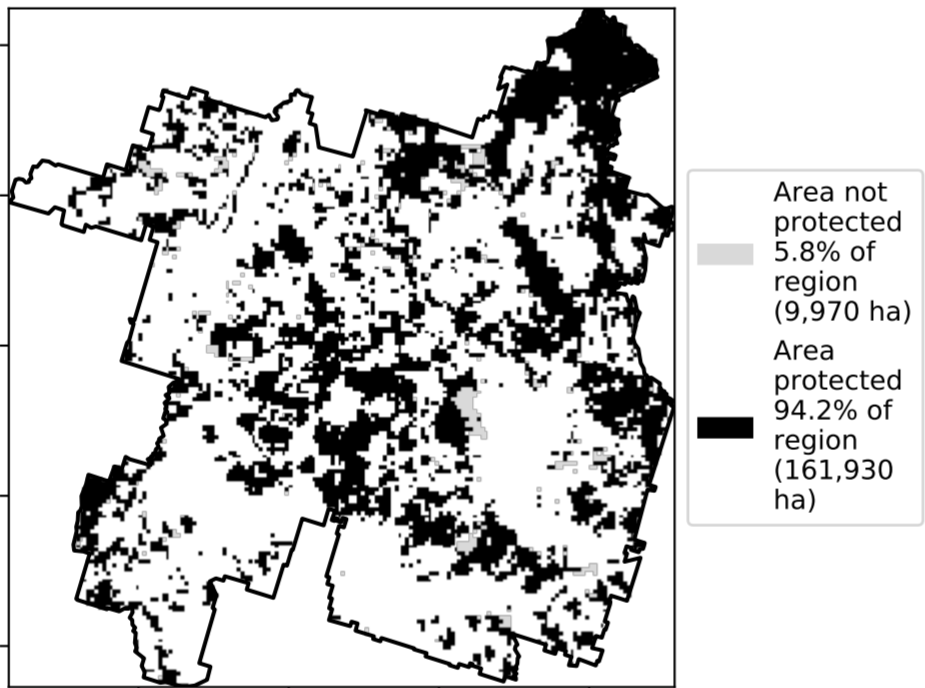 Area not
protected
5.8% of
region
(9,970 ha)
Area
protected
94.2% of
region
(161,930
ha)